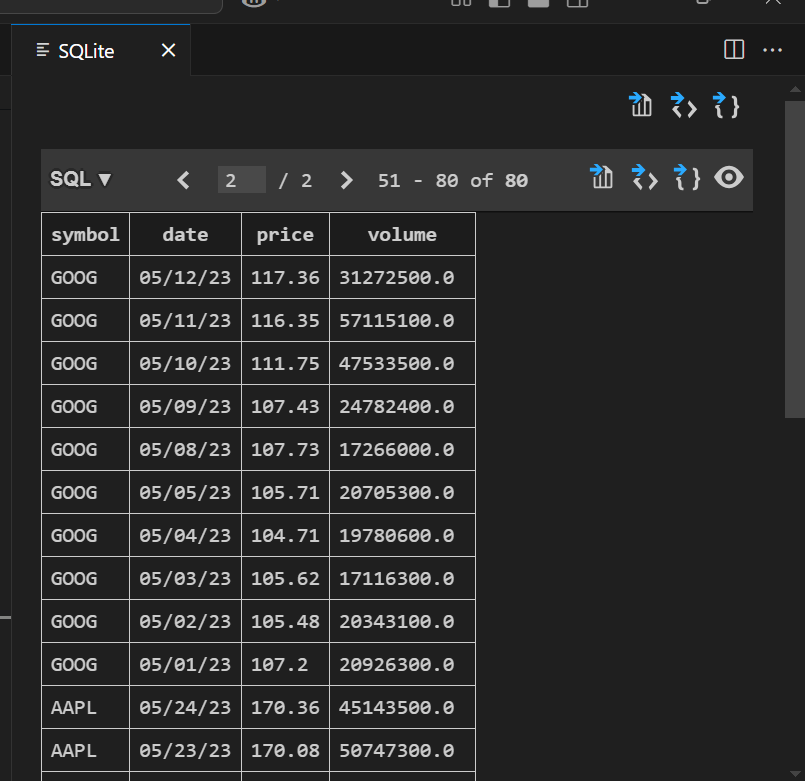 SQLite
SQL ▼ 2 / 2 51 - 80 of 80
symbol date price volume
GOOG 05/12/23 117.36 31272500.0
GOOG 05/11/23 116.35 57115100.0
GOOG 05/10/23 111.75 47533500.0
GOOG 05/09/23 107.43 24782400.0
GOOG 05/08/23 107.73 17266000.0
GOOG 05/05/23 105.71 20705300.0
GOOG 05/04/23 104.71 19780600.0
GOOG 05/03/23 105.62 17116300.0
GOOG 05/02/23 105.48 20343100.0
GOOG 05/01/23 107.2 20926300.0
AAPL 05/24/23 170.36 45143500.0
AAPL 05/23/23 170.08 50747300.0